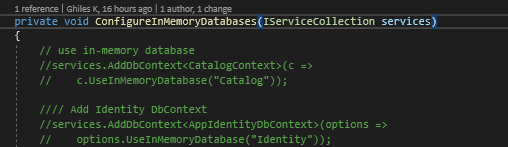 1 reference | Ghiles K, 16 hours ago | 1 author, 1 change
private void ConfigureInMemoryDatabases(IServiceCollection services)
{
// use in-memory database
//services.AddDbContext<CatalogContext>(c =>
//    c.UseInMemoryDatabase("Catalog"));
//// Add Identity DbContext
//services.AddDbContext<AppIdentityDbContext>(options =>
//    options.UseInMemoryDatabase("Identity"));